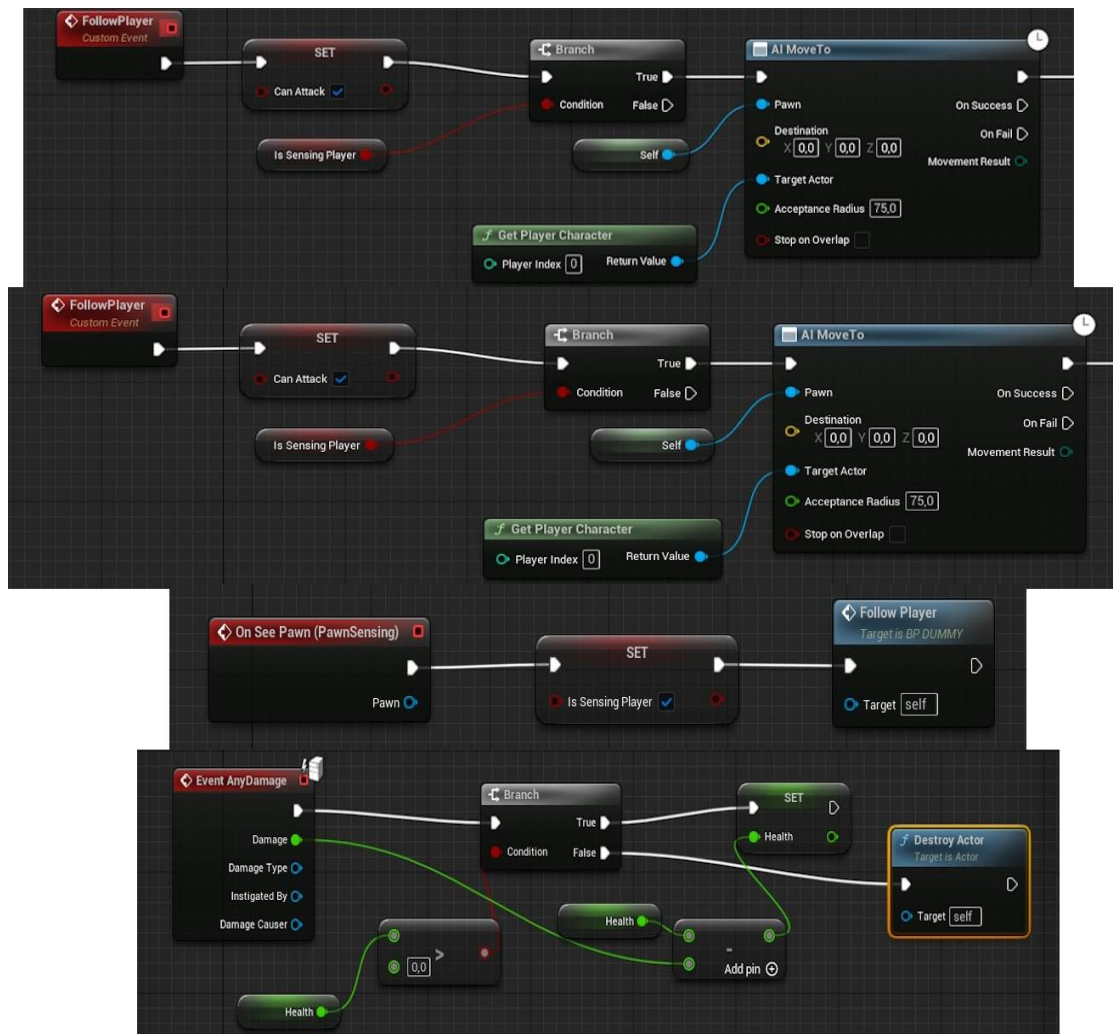 FollowPlayer
Custom Event
SET
Can Attack
Is Sensing Player
Branch
True
Condition
False
Self
Get Player Character
Player Index 0
Return Value
AI MoveTo
Pawn
On Success
Destination
X 0,0 Y 0,0 Z 0,0
On Fail
Movement Result
Target Actor
Acceptance Radius 75,0
Stop on Overlap
FollowPlayer
Custom Event
SET
Can Attack
Is Sensing Player
Branch
True
Condition
False
Self
Get Player Character
Player Index 0
Return Value
AI MoveTo
Pawn
On Success
Destination
X 0,0 Y 0,0 Z 0,0
On Fail
Movement Result
Target Actor
Acceptance Radius 75,0
Stop on Overlap
On See Pawn (PawnSensing)
Pawn
SET
Is Sensing Player
Follow Player
Target is BP DUMMY
Target self
Event AnyDamage
Damage
Damage Type
Instigated By
Damage Causer
Health
0,0 >
Branch
True
Condition
False
Health
-
Add pin
SET
Health
Destroy Actor
Target is Actor
Target self